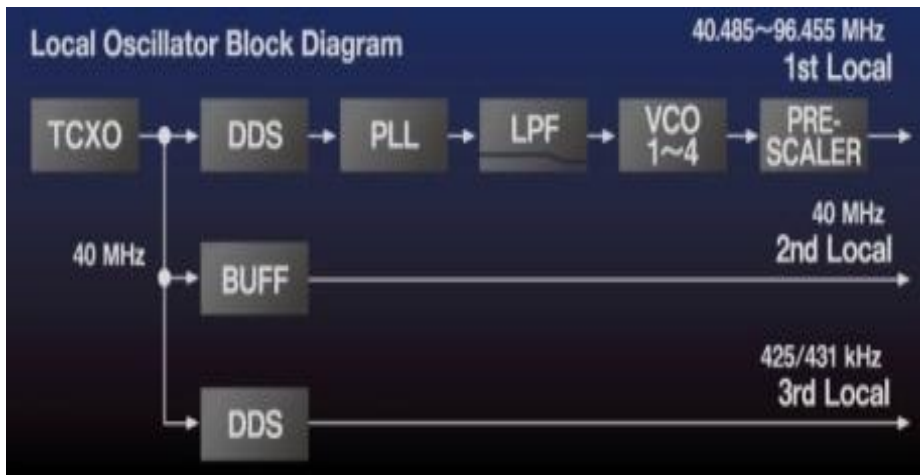 Local Oscillator Block Diagram
40.485~96.455 MHz
1st Local
TCXO
DDS
PLL
LPF
VCO
1~4
PRE-
SCALER
40 MHz
40 MHz
2nd Local
BUFF
425/431 kHz
3rd Local
DDS